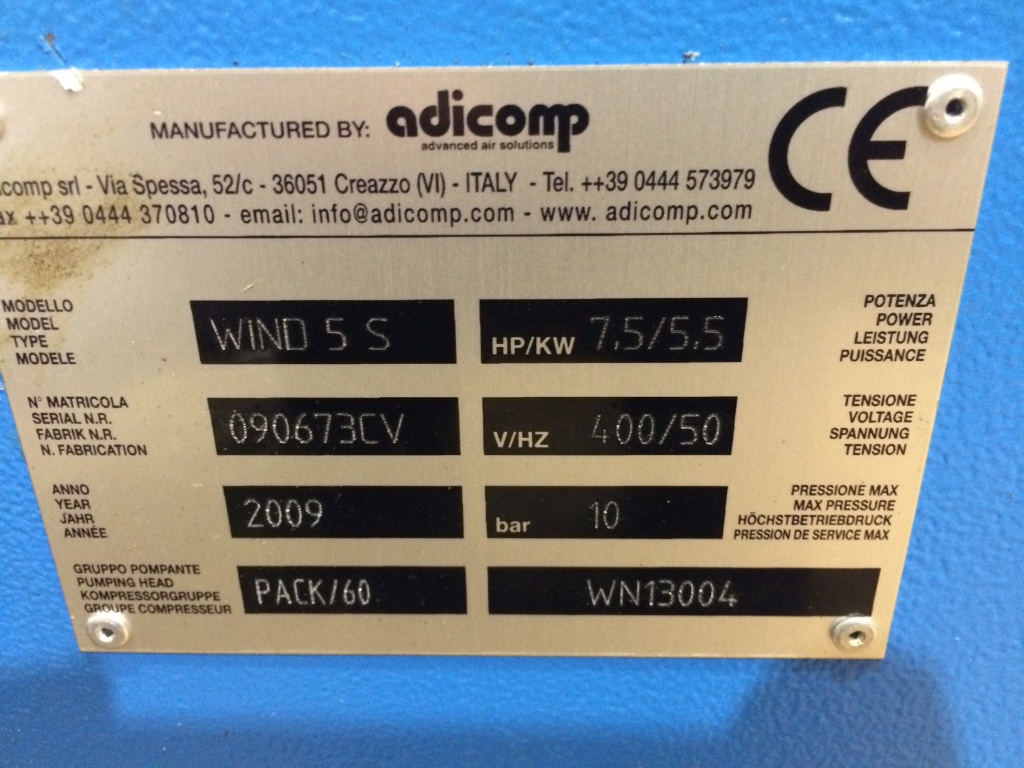 MANUFACTURED BY: adicomp
advanced air solutions
CE
comp srl - Via Spessa, 52/c - 36051 Creazzo (VI) - ITALY - Tel. ++39 0444 573979
ax ++39 0444 370810 - email: info@adicomp.com - www. adicomp.com
MODELLO
MODEL
TYPE
MODELE
WIND 5 S
HP/KW 7.5/5.5
POTENZA
POWER
LEISTUNG
PUISSANCE
N° MATRICOLA
SERIAL N.R.
FABRIK N.R.
N. FABRICATION
090673CV
V/HZ 400/50
TENSIONE
VOLTAGE
SPANNUNG
TENSION
ANNO
YEAR
JAHR
ANNÉE
2009
bar 10
PRESSIONE MAX
MAX PRESSURE
HÖCHSTBETRIEBDRUCK
PRESSION DE SERVICE MAX
GRUPPO POMPANTE
PUMPING HEAD
KOMPRESSORGRUPPE
GROUPE COMPRESSEUR
PACK/60
WN13004